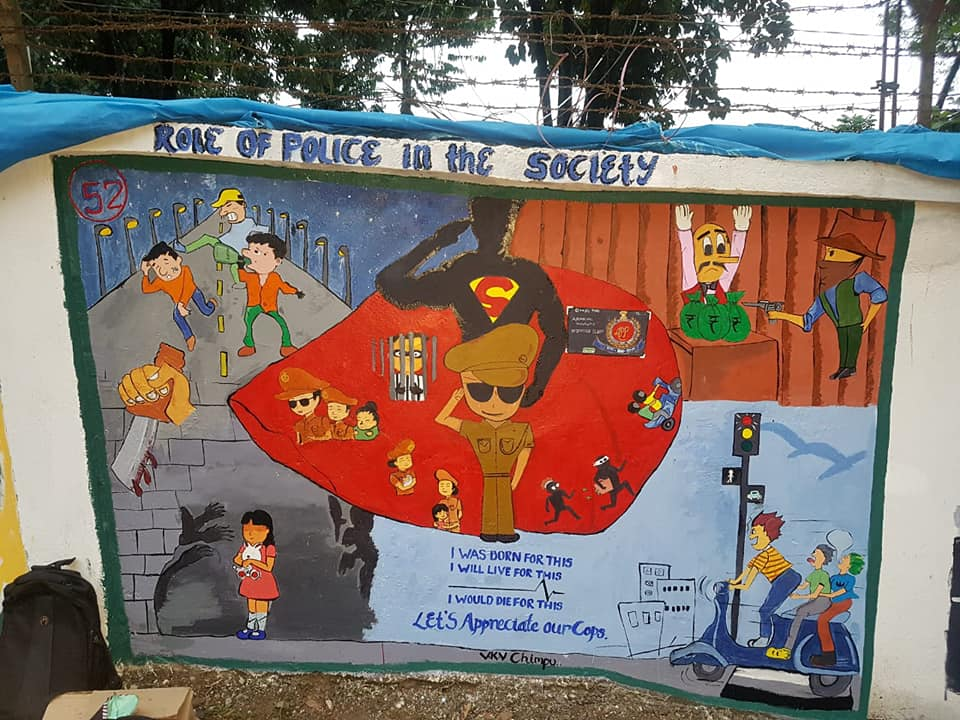 ROLE OF POLICE in thE SOCIETY
52
S
APP
₹ ₹ ₹
I WAS BORN FOR THIS
I WILL LIVE FOR THIS
I WOULD DIE FOR THIS
LET'S Appreciate our Cops.
VKV Chimpu..